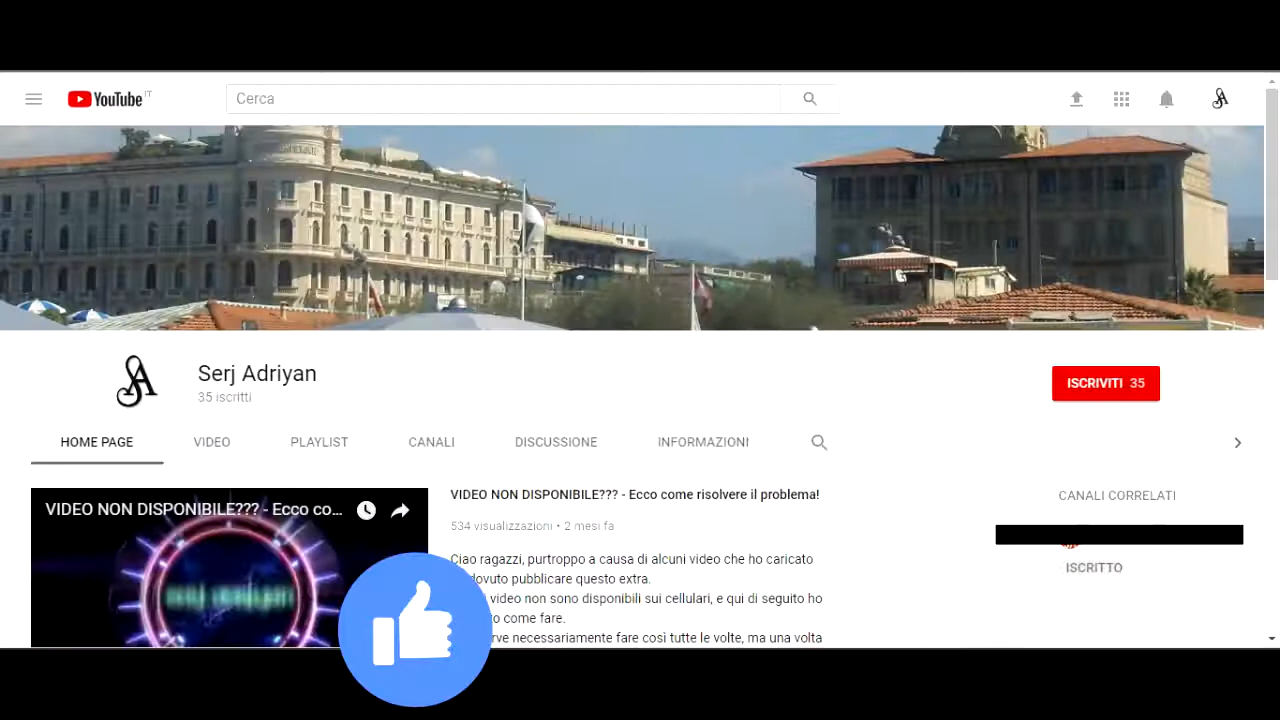 YouTube IT
Cerca
Serj Adriyan
35 iscritti
ISCRIVITI 35
HOME PAGE
VIDEO
PLAYLIST
CANALI
DISCUSSIONE
INFORMAZIONI
VIDEO NON DISPONIBILE??? - Ecco co...
VIDEO NON DISPONIBILE??? - Ecco come risolvere il problema!
534 visualizzazioni • 2 mesi fa
Ciao ragazzi, purtroppo a causa di alcuni video che ho caricato
dovuto pubblicare questo extra.
video non sono disponibili sui cellulari, e qui di seguito ho
come fare.
necessariamente fare così tutte le volte, ma una volta
CANALI CORRELATI
ISCRITTO